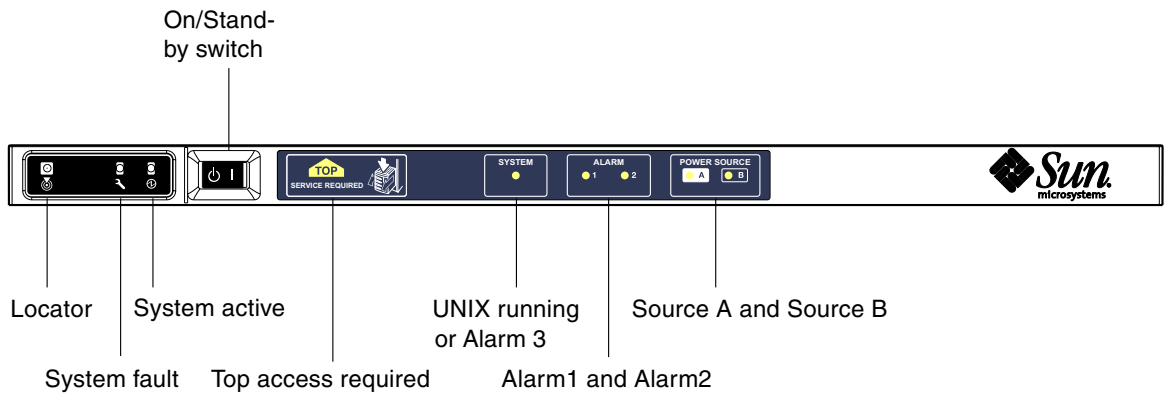 On/Stand-
by switch
TOP
SERVICE REQUIRED
SYSTEM
ALARM
1 2
POWER SOURCE
A B
Sun.
microsystems
Locator
System active
UNIX running
or Alarm 3
Source A and Source B
System fault
Top access required
Alarm1 and Alarm2